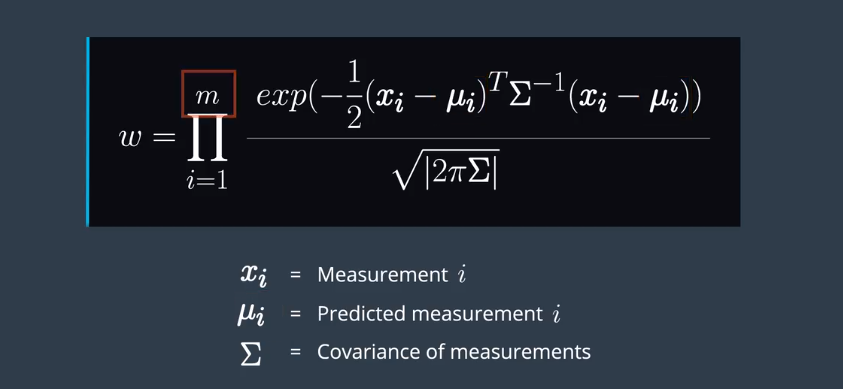 w = ∏_{i=1}^{m} exp(-1/2(x_i - μ_i)^T Σ^{-1}(x_i - μ_i)) / √|2πΣ|
x_i = Measurement i
μ_i = Predicted measurement i
Σ = Covariance of measurements